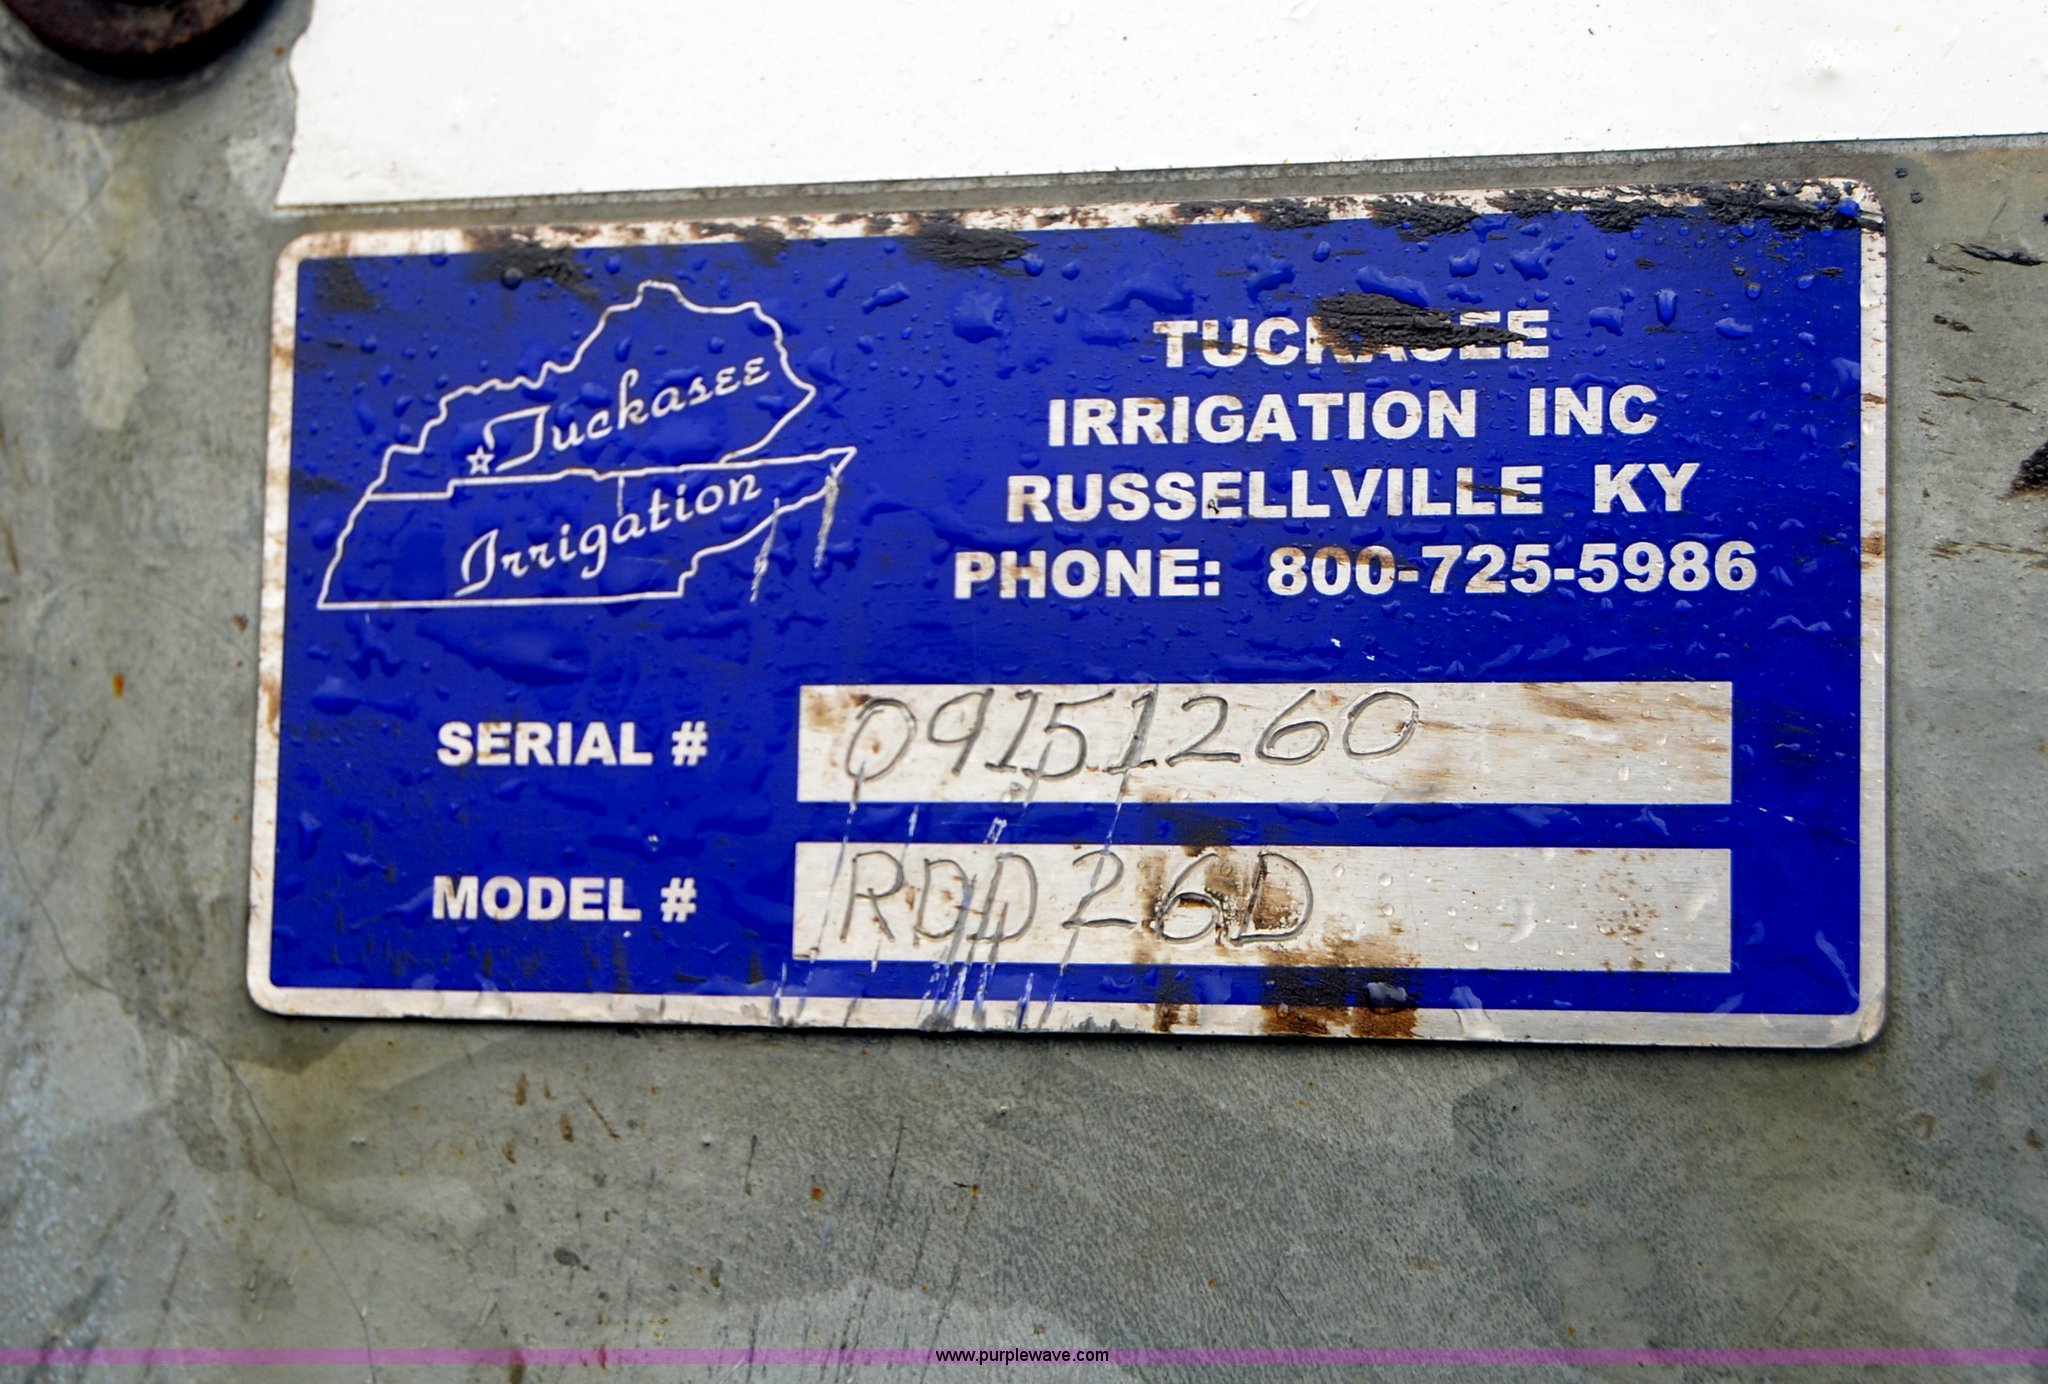 Tuckasee
Irrigation
TUCKASEE
IRRIGATION INC
RUSSELLVILLE KY
PHONE: 800-725-5986
SERIAL # 09151260
MODEL # RDD26D
www.purplewave.com